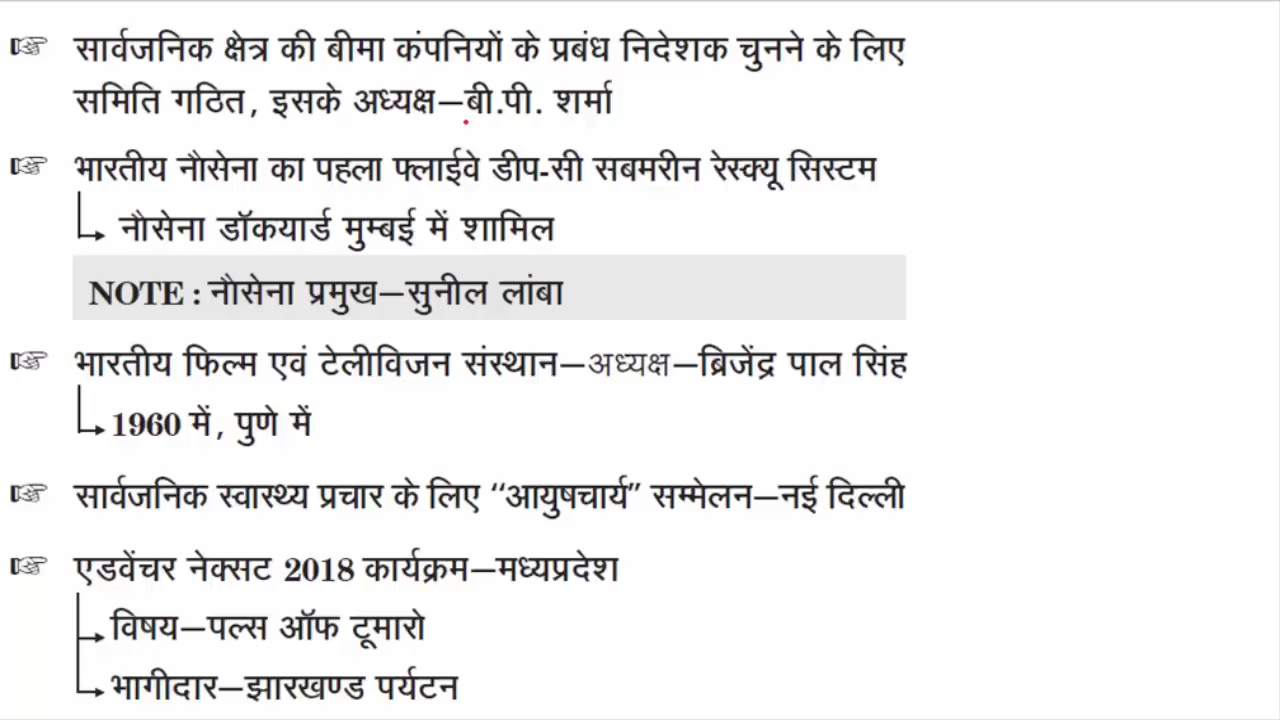 सार्वजनिक क्षेत्र की बीमा कंपनियों के प्रबंध निदेशक चुनने के लिए
समिति गठित, इसके अध्यक्ष–बी.पी. शर्मा
भारतीय नौसेना का पहला फ्लाईवे डीप-सी सबमरीन रेस्क्यू सिस्टम
नौसेना डॉकयार्ड मुम्बई में शामिल
NOTE : नौसेना प्रमुख–सुनील लांबा
भारतीय फिल्म एवं टेलीविजन संस्थान–अध्यक्ष–ब्रिजेंद्र पाल सिंह
1960 में, पुणे में
सार्वजनिक स्वास्थ्य प्रचार के लिए “आयुषचार्य” सम्मेलन–नई दिल्ली
एडवेंचर नेक्सट 2018 कार्यक्रम–मध्यप्रदेश
विषय–पल्स ऑफ टूमारो
भागीदार–झारखण्ड पर्यटन